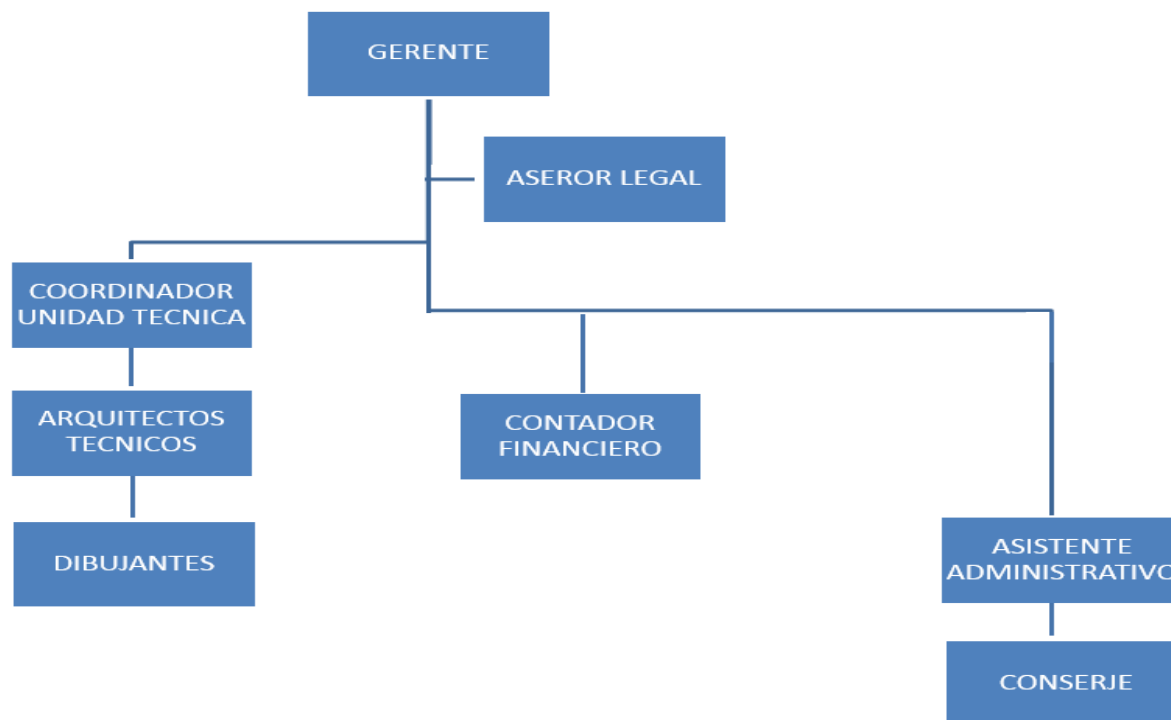 GERENTE
ASEROR LEGAL
COORDINADOR
UNIDAD TECNICA
ARQUITECTOS
TECNICOS
CONTADOR
FINANCIERO
DIBUJANTES
ASISTENTE
ADMINISTRATIVO
CONSERJE